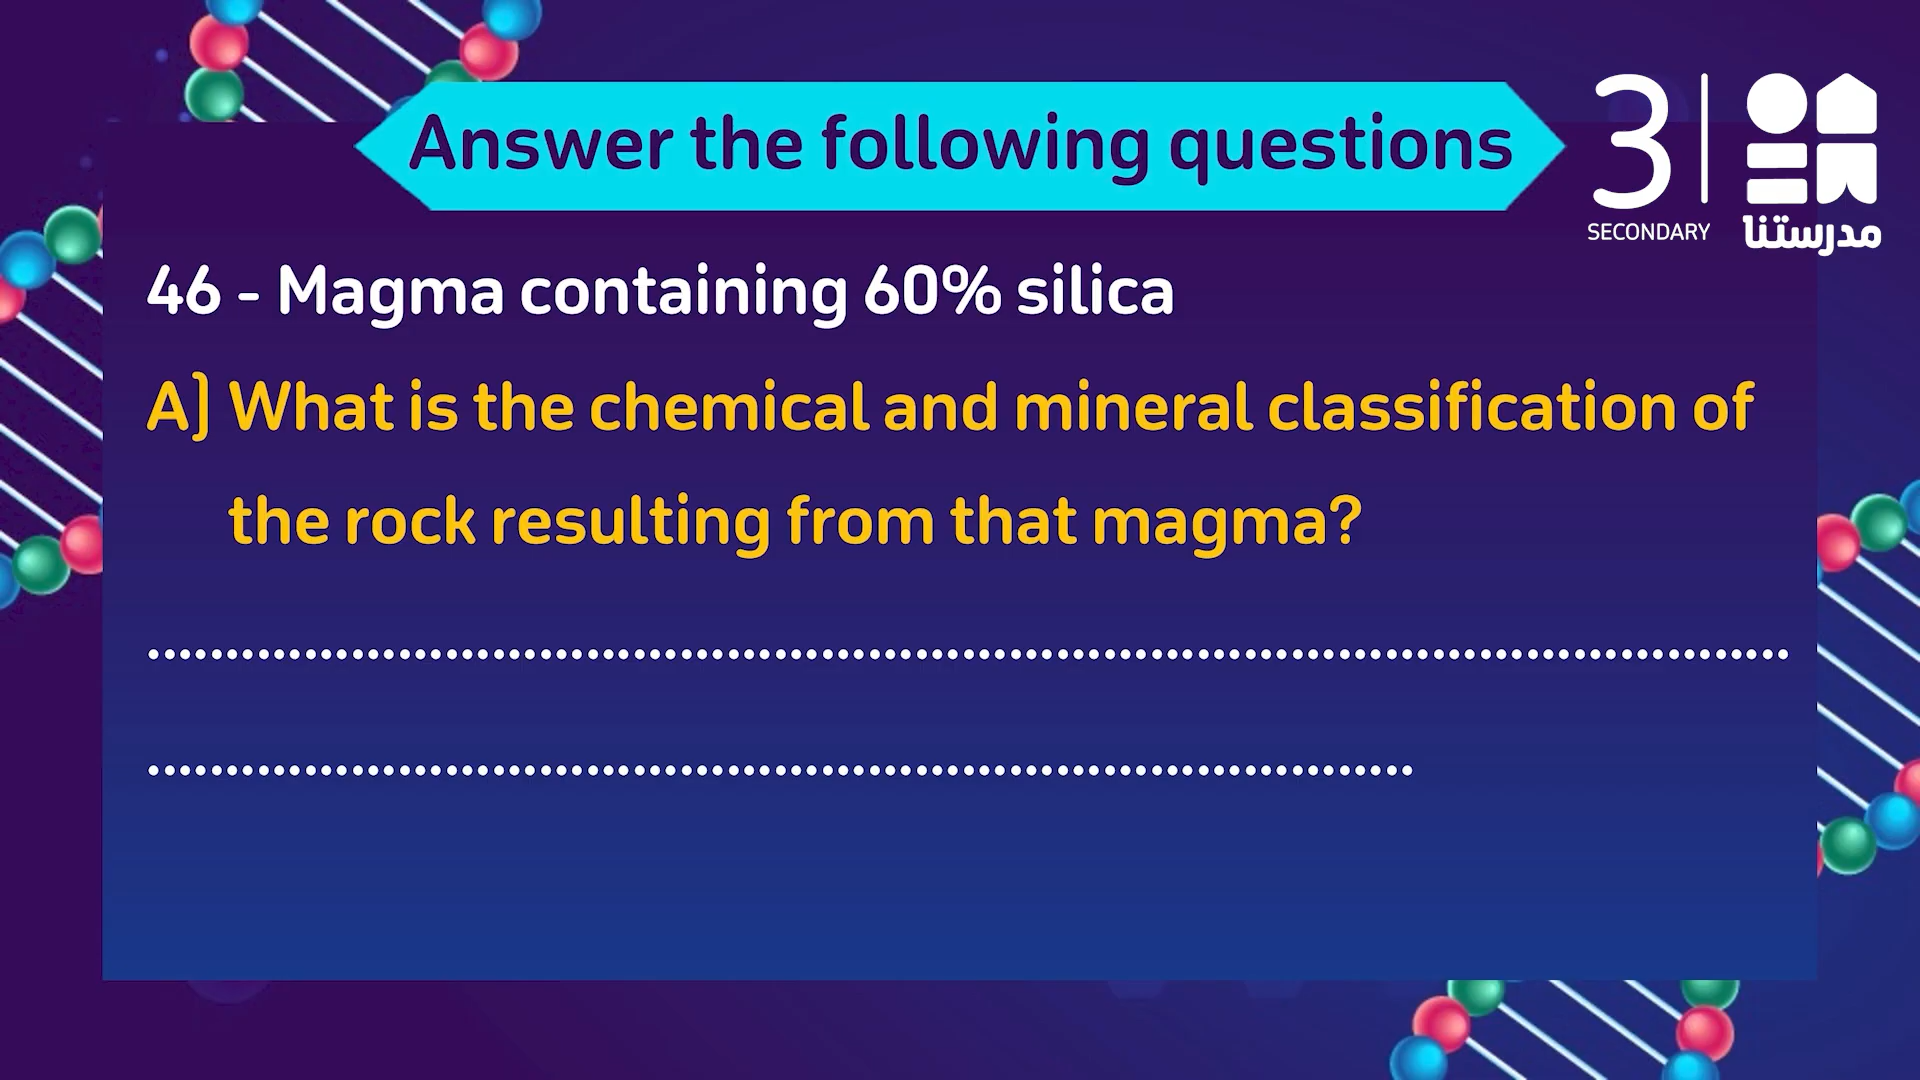 Answer the following questions
3
SECONDARY
مدرستنا
46 - Magma containing 60% silica
A) What is the chemical and mineral classification of
the rock resulting from that magma?